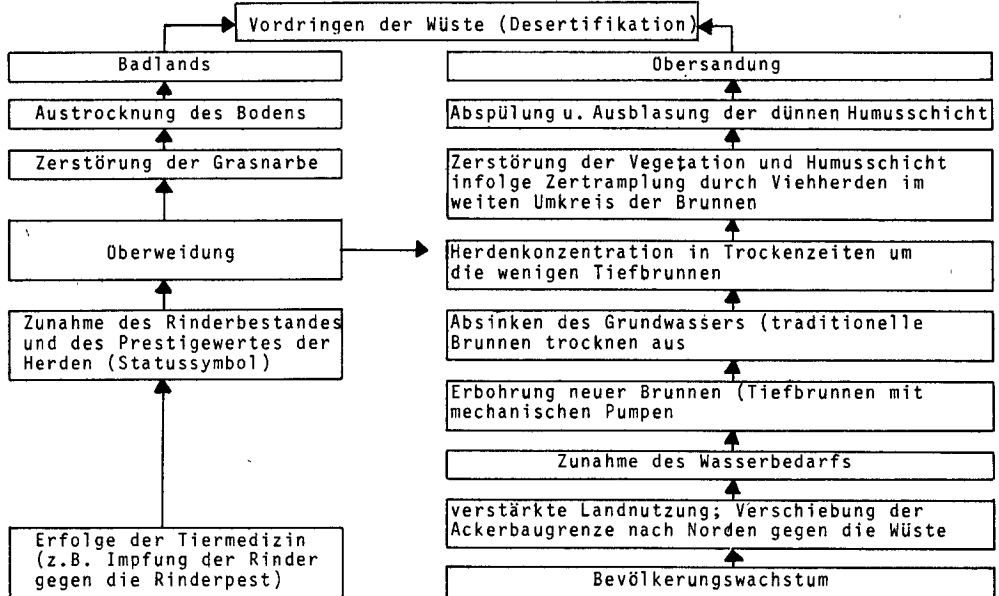 Vordringen der Wüste (Desertifikation)
Badlands
Austrocknung des Bodens
Zerstörung der Grasnarbe
Oberweidung
Zunahme des Rinderbestandes
und des Prestigewertes der
Herden (Statussymbol)
Erfolge der Tiermedizin
(z.B. Impfung der Rinder
gegen die Rinderpest)
Obersandung
Abspülung u. Ausblasung der dünnen Humusschicht
Zerstörung der Vegetation und Humusschicht
infolge Zertramplung durch Viehherden im
weiten Umkreis der Brunnen
Herdenkonzentration in Trockenzeiten um
die wenigen Tiefbrunnen
Absinken des Grundwassers (traditionelle
Brunnen trocknen aus
Erbohrung neuer Brunnen (Tiefbrunnen mit
mechanischen Pumpen
Zunahme des Wasserbedarfs
verstärkte Landnutzung; Verschiebung der
Ackerbaugrenze nach Norden gegen die Wüste
Bevölkerungswachstum